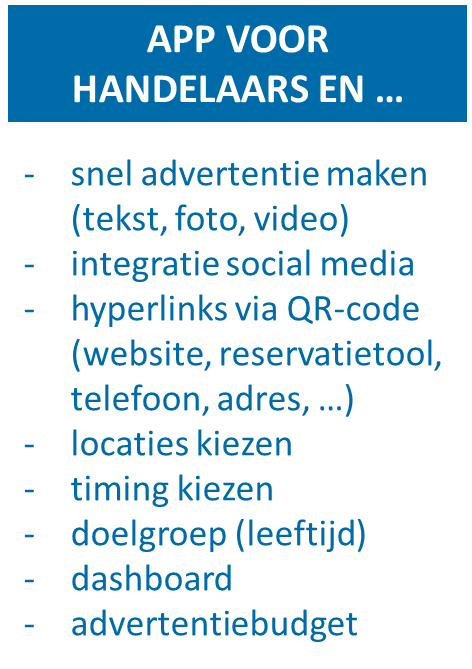 APP VOOR
HANDELAARS EN …
- snel advertentie maken
(tekst, foto, video)
- integratie social media
- hyperlinks via QR-code
(website, reservatietool,
telefoon, adres, …)
- locaties kiezen
- timing kiezen
- doelgroep (leeftijd)
- dashboard
- advertentiebudget